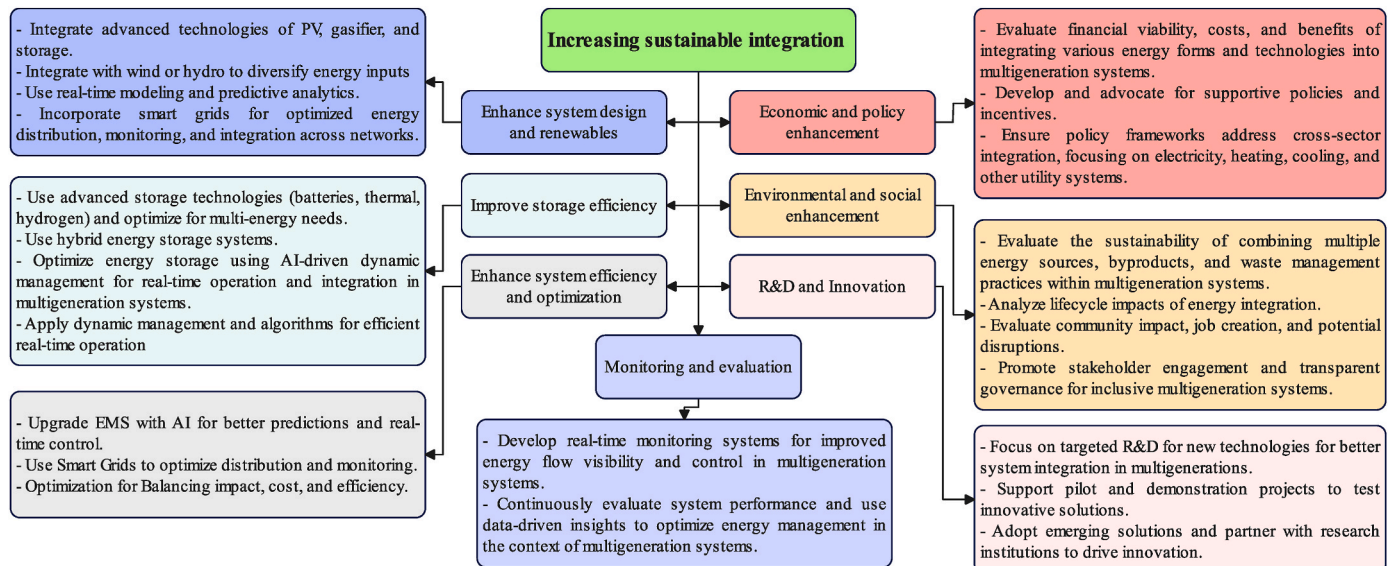 Increasing sustainable integration
- Integrate advanced technologies of PV, gasifier, and
storage.
- Integrate with wind or hydro to diversify energy inputs
- Use real-time modeling and predictive analytics.
- Incorporate smart grids for optimized energy
distribution, monitoring, and integration across networks.
Enhance system design
and renewables
Economic and policy
enhancement
- Evaluate financial viability, costs, and benefits of
integrating various energy forms and technologies into
multigeneration systems.
- Develop and advocate for supportive policies and
incentives.
- Ensure policy frameworks address cross-sector
integration, focusing on electricity, heating, cooling, and
other utility systems.
- Use advanced storage technologies (batteries, thermal,
hydrogen) and optimize for multi-energy needs.
- Use hybrid energy storage systems.
- Optimize energy storage using AI-driven dynamic
management for real-time operation and integration in
multigeneration systems.
- Apply dynamic management and algorithms for efficient
real-time operation
Improve storage efficiency
Environmental and social
enhancement
- Evaluate the sustainability of combining multiple
energy sources, byproducts, and waste management
practices within multigeneration systems.
- Analyze lifecycle impacts of energy integration.
- Evaluate community impact, job creation, and potential
disruptions.
- Promote stakeholder engagement and transparent
governance for inclusive multigeneration systems.
Enhance system efficiency
and optimization
R&D and Innovation
- Upgrade EMS with AI for better predictions and real-
time control.
- Use Smart Grids to optimize distribution and monitoring.
- Optimization for Balancing impact, cost, and efficiency.
Monitoring and evaluation
- Develop real-time monitoring systems for improved
energy flow visibility and control in multigeneration
systems.
- Continuously evaluate system performance and use
data-driven insights to optimize energy management in
the context of multigeneration systems.
- Focus on targeted R&D for new technologies for better
system integration in multigenerations.
- Support pilot and demonstration projects to test
innovative solutions.
- Adopt emerging solutions and partner with research
institutions to drive innovation.